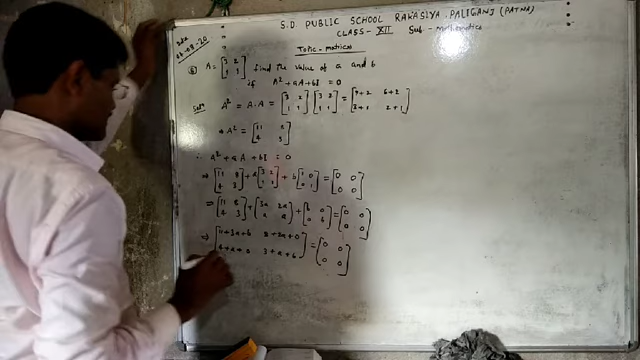 S.D. PUBLIC SCHOOL RAKASIYA PALIGANJ (PATNA)
CLASS - XII Sub - Mathematics
Date
Topic - matrices
A = [3 2; 1 1] find the value of a and b
if A² + aA + bI = 0
Solⁿ A² = A.A = [3 2; 1 1] [3 2; 1 1] = [9+2 6+2; 3+1 2+1]
⇒ A² = [11 8; 4 3]
∴ A² + aA + bI = 0
⇒ [11 8; 4 3] + a [3 2; 1 1] + b [1 0; 0 1] = [0 0; 0 0]
⇒ [11 8; 4 3] + [3a 2a; a a] + [b 0; 0 b] = [0 0; 0 0]
⇒ [11+3a+b 8+2a+0; 4+a+0 3+a+b] = [0 0; 0 0]